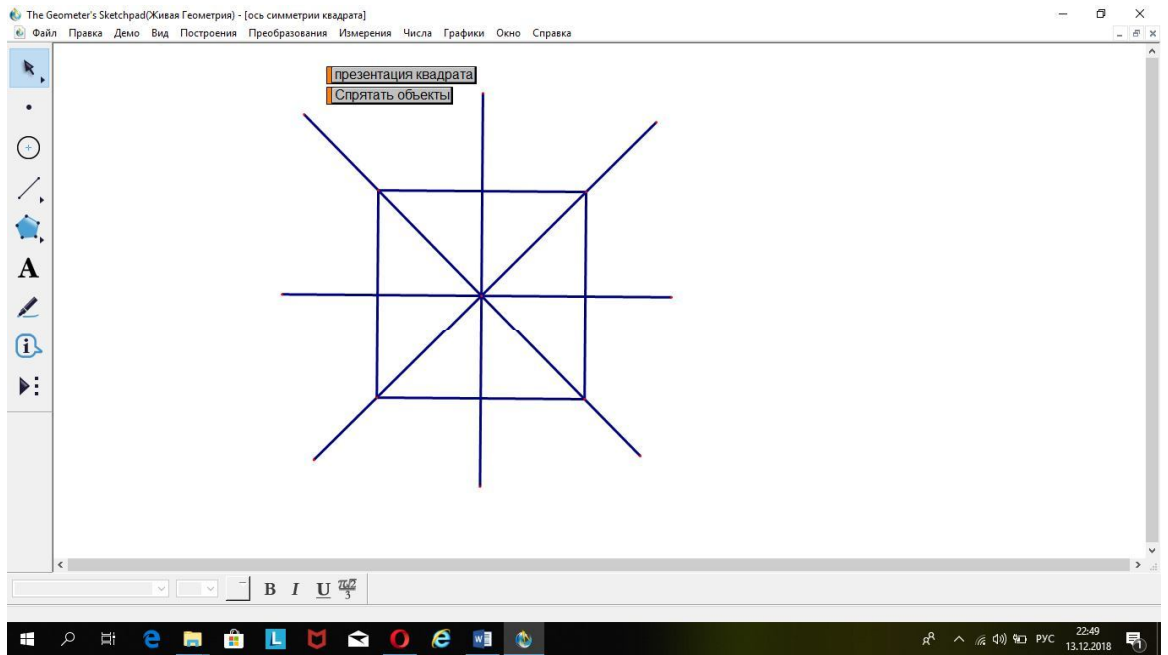 The Geometer's Sketchpad(Живая Геометрия) - [ось симметрии квадрата]
Файл Правка Демо Вид Построения Преобразования Измерения Числа Графики Окно Справка
презентация квадрата
Спрятать объекты
A
B I U
РУС
22:49
13.12.2018